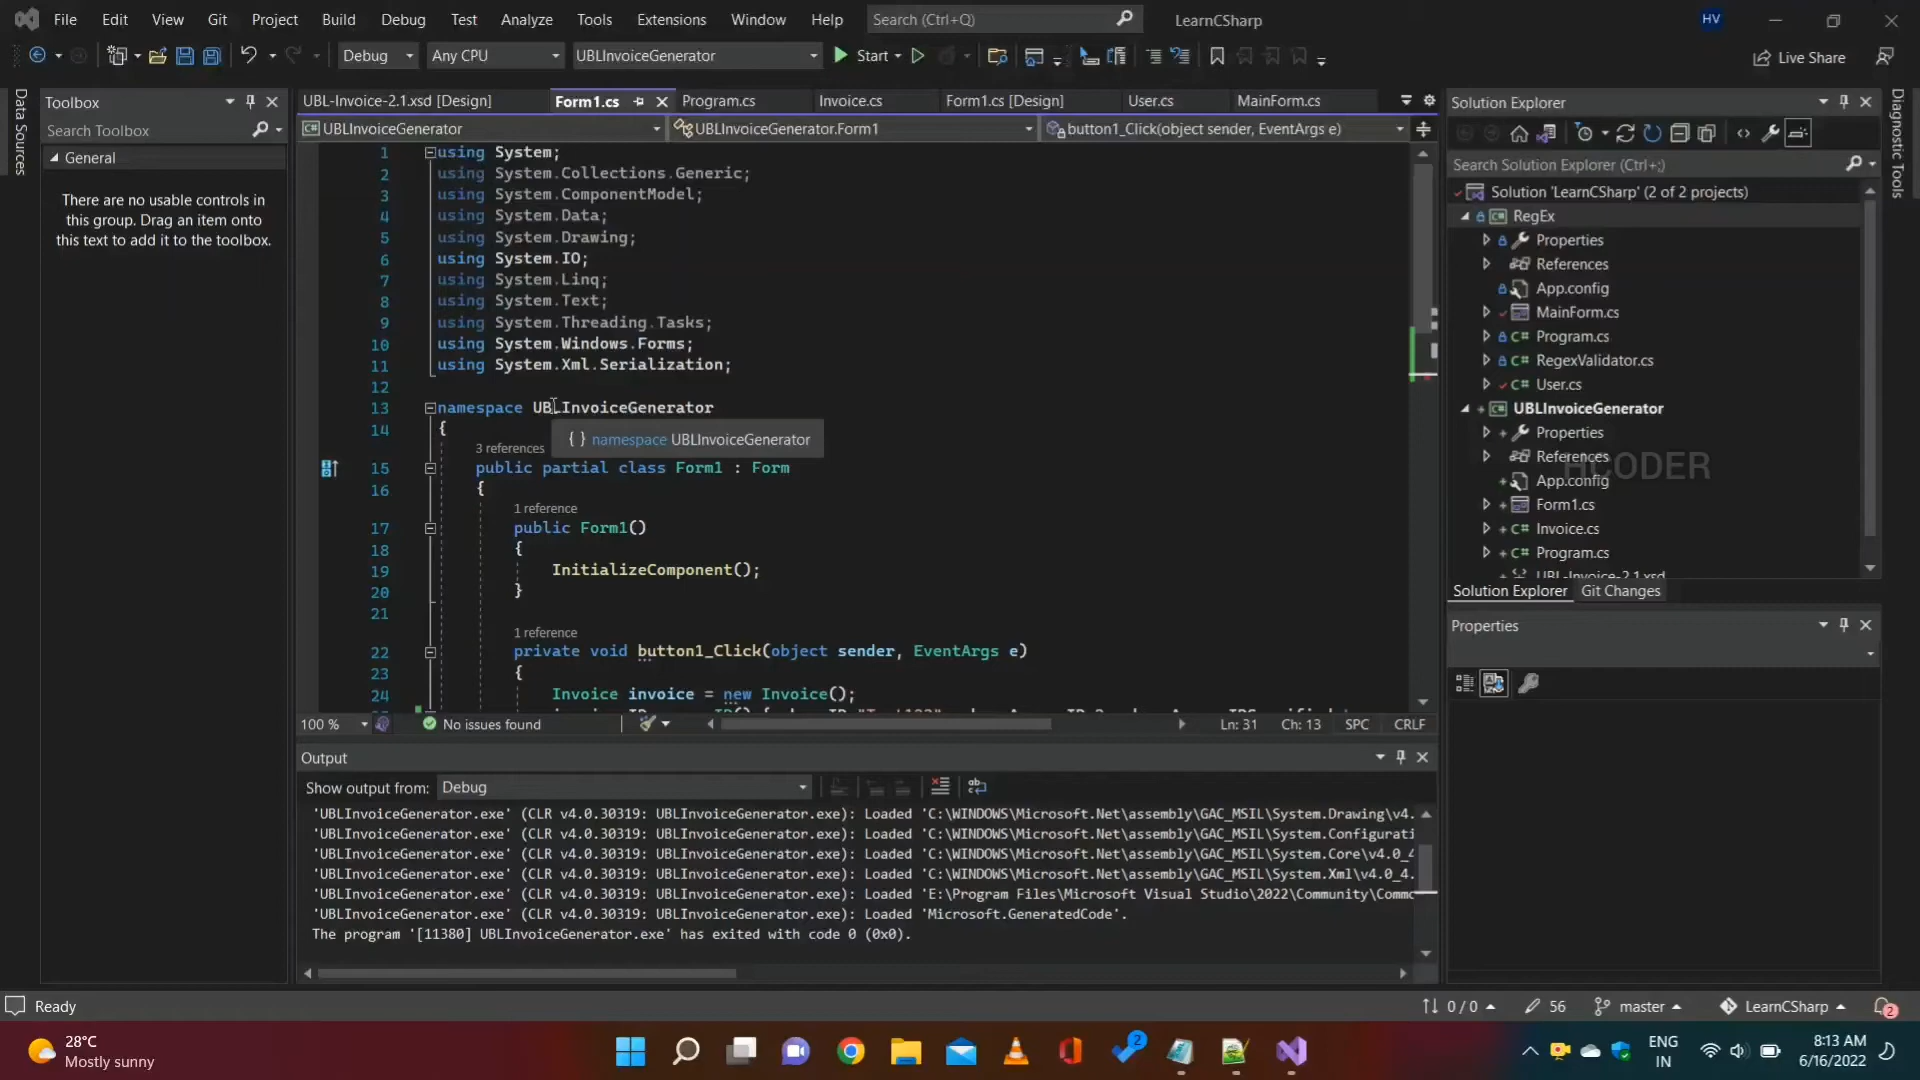 File Edit View Git Project Build Debug Test Analyze Tools Extensions Window Help Search (Ctrl+Q) LearnCSharp HV
Debug Any CPU UBLInvoiceGenerator Start Live Share
Data Sources
Toolbox
Search Toolbox
General
There are no usable controls in
this group. Drag an item onto
this text to add it to the toolbox.
UBL-Invoice-2.1.xsd [Design] Form1.cs Program.cs Invoice.cs Form1.cs [Design] User.cs MainForm.cs
UBLInvoiceGenerator UBLInvoiceGenerator.Form1 button1_Click(object sender, EventArgs e)
1 using System;
2 using System.Collections.Generic;
3 using System.ComponentModel;
4 using System.Data;
5 using System.Drawing;
6 using System.IO;
7 using System.Linq;
8 using System.Text;
9 using System.Threading.Tasks;
10 using System.Windows.Forms;
11 using System.Xml.Serialization;
12
13 namespace UBLInvoiceGenerator
14 {
{ } namespace UBLInvoiceGenerator
3 references
15 public partial class Form1 : Form
16 {
1 reference
17 public Form1()
18 {
19 InitializeComponent();
20 }
21
1 reference
22 private void button1_Click(object sender, EventArgs e)
23 {
24 Invoice invoice = new Invoice();
100 % No issues found Ln: 31 Ch: 13 SPC CRLF
Output
Show output from: Debug
'UBLInvoiceGenerator.exe' (CLR v4.0.30319: UBLInvoiceGenerator.exe): Loaded 'C:\WINDOWS\Microsoft.Net\assembly\GAC_MSIL\System.Drawing\v4.
'UBLInvoiceGenerator.exe' (CLR v4.0.30319: UBLInvoiceGenerator.exe): Loaded 'C:\WINDOWS\Microsoft.Net\assembly\GAC_MSIL\System.Configurati
'UBLInvoiceGenerator.exe' (CLR v4.0.30319: UBLInvoiceGenerator.exe): Loaded 'C:\WINDOWS\Microsoft.Net\assembly\GAC_MSIL\System.Core\v4.0_4
'UBLInvoiceGenerator.exe' (CLR v4.0.30319: UBLInvoiceGenerator.exe): Loaded 'C:\WINDOWS\Microsoft.Net\assembly\GAC_MSIL\System.Xml\v4.0_4.
'UBLInvoiceGenerator.exe' (CLR v4.0.30319: UBLInvoiceGenerator.exe): Loaded 'E:\Program Files\Microsoft Visual Studio\2022\Community\Commo
'UBLInvoiceGenerator.exe' (CLR v4.0.30319: UBLInvoiceGenerator.exe): Loaded 'Microsoft.GeneratedCode'.
The program '[11380] UBLInvoiceGenerator.exe' has exited with code 0 (0x0).
Solution Explorer
Search Solution Explorer (Ctrl+;)
Solution 'LearnCSharp' (2 of 2 projects)
RegEx
Properties
References
App.config
MainForm.cs
Program.cs
RegexValidator.cs
User.cs
UBLInvoiceGenerator
Properties
References
HCODER
App.config
Form1.cs
Invoice.cs
Program.cs
UBL-Invoice-2.1.xsd
Solution Explorer Git Changes
Properties
Diagnostic Tools
Ready 0 / 0 56 master LearnCSharp 2
28°C
Mostly sunny
2
ENG
IN
8:13 AM
6/16/2022